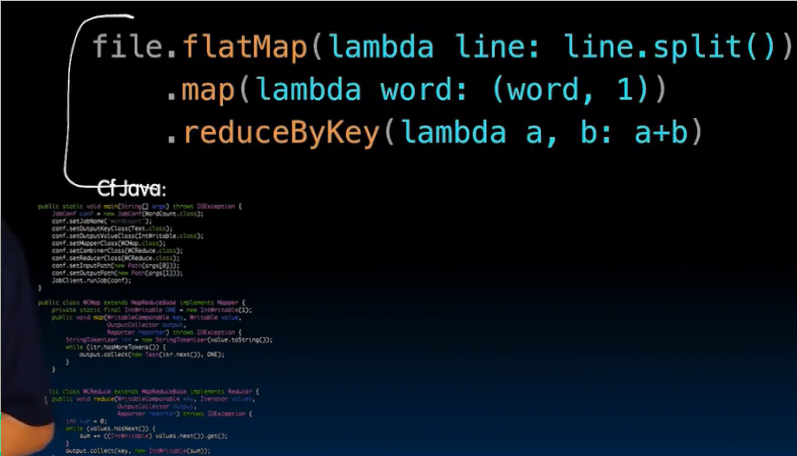 file.flatMap(lambda line: line.split())
.map(lambda word: (word, 1))
.reduceByKey(lambda a, b: a+b)
Cf Java:
public static void main(String[] args) throws IOException {
JobConf conf = new JobConf(WordCount.class);
conf.setJobName("wordcount");
conf.setOutputKeyClass(Text.class);
conf.setOutputValueClass(IntWritable.class);
conf.setMapperClass(WCMap.class);
conf.setCombinerClass(WCReduce.class);
conf.setReducerClass(WCReduce.class);
conf.setInputPath(new Path(args[0]));
conf.setOutputPath(new Path(args[1]));
JobClient.runJob(conf);
}
public class WCMap extends MapReduceBase implements Mapper {
private static final IntWritable ONE = new IntWritable(1);
public void map(WritableComparable key, Writable value,
OutputCollector output,
Reporter reporter) throws IOException {
StringTokenizer itr = new StringTokenizer(value.toString());
while (itr.hasMoreTokens()) {
output.collect(new Text(itr.next()), ONE);
}
}
lic class WCReduce extends MapReduceBase implements Reducer {
public void reduce(WritableComparable key, Iterator values,
OutputCollector output,
Reporter reporter) throws IOException {
int sum = 0;
while (values.hasNext()) {
sum += ((IntWritable) values.next()).get();
}
output.collect(key, new IntWritable(sum));